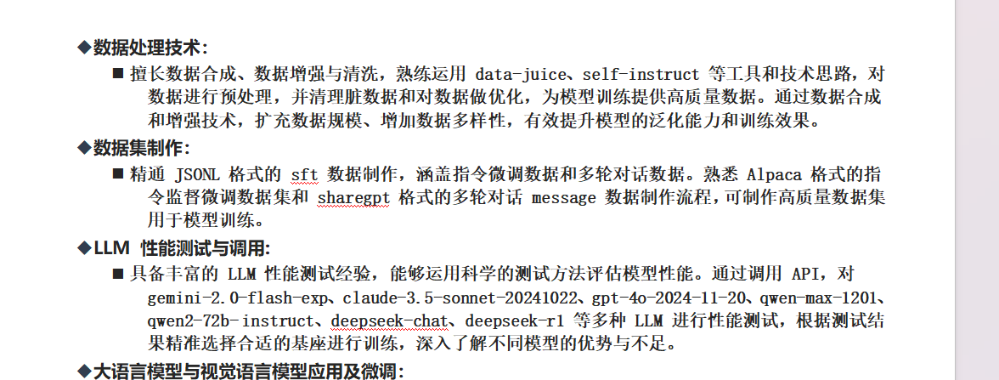 ◆数据处理技术：
■ 擅长数据合成、数据增强与清洗，熟练运用 data-juice、self-instruct 等工具和技术思路，对
数据进行预处理，并清理脏数据和对数据做优化，为模型训练提供高质量数据。通过数据合成
和增强技术，扩充数据规模、增加数据多样性，有效提升模型的泛化能力和训练效果。
◆数据集制作：
■ 精通 JSONL 格式的 sft 数据制作，涵盖指令微调数据和多轮对话数据。熟悉 Alpaca 格式的指
令监督微调数据集和 sharegpt 格式的多轮对话 message 数据制作流程，可制作高质量数据集
用于模型训练。
◆LLM 性能测试与调用:
■ 具备丰富的 LLM 性能测试经验，能够运用科学的测试方法评估模型性能。通过调用 API，对
gemini-2.0-flash-exp、claude-3.5-sonnet-20241022、gpt-4o-2024-11-20、qwen-max-1201、
qwen2-72b-instruct、deepseek-chat、deepseek-r1 等多种 LLM 进行性能测试，根据测试结
果精准选择合适的基座进行训练，深入了解不同模型的优势与不足。
◆大语言模型与视觉语言模型应用及微调：